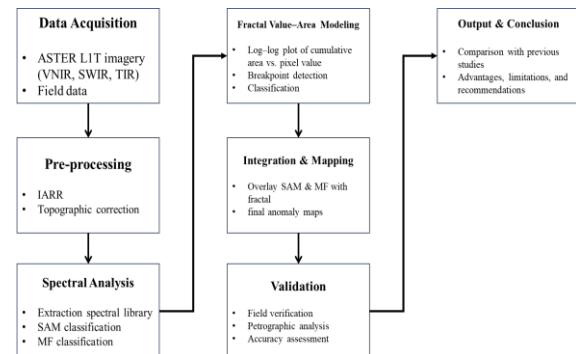 Data Acquisition
• ASTER L1T imagery
(VNIR, SWIR, TIR)
• Field data
Pre-processing
• IARR
• Topographic correction
Spectral Analysis
• Extraction spectral library
• SAM classification
• MF classification
Fractal Value–Area Modeling
• Log–log plot of cumulative
area vs. pixel value
• Breakpoint detection
• Classification
Integration & Mapping
• Overlay SAM & MF with
fractal
• final anomaly maps
Validation
• Field verification
• Petrographic analysis
• Accuracy assessment
Output & Conclusion
• Comparison with previous
studies
• Advantages, limitations, and
recommendations